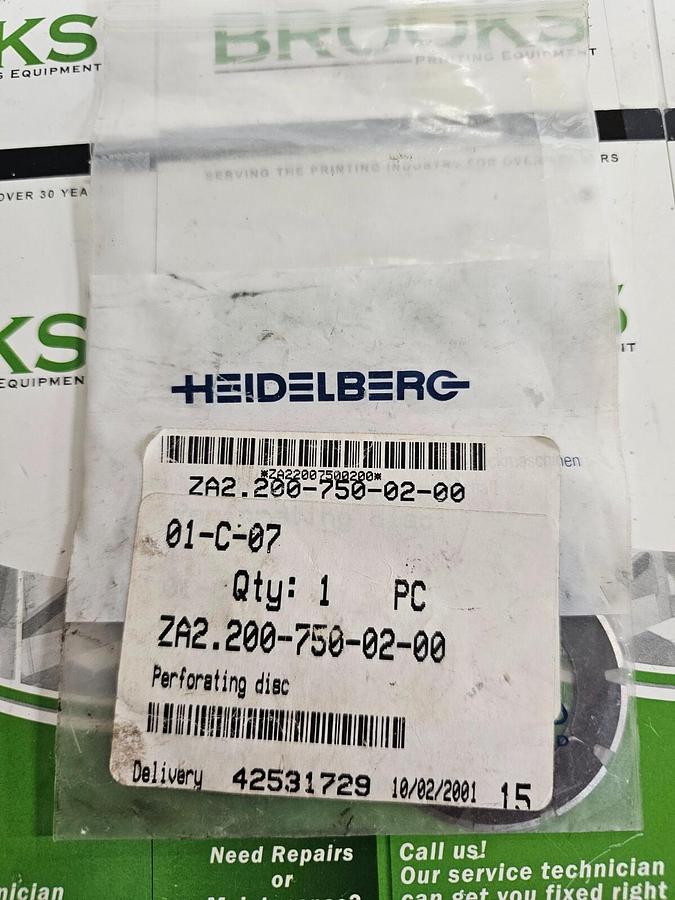 KS
G EQUIPMENT
BROOKS
PRINTING EQUIPMENT
OVER 30 YEA
SERVING THE PRINTING INDUSTRY FOR OVER
RS
KS
EQUIPMEN
HEIDELBERG
*ZA22007500200*
ZA2.200-750-02-00
01-C-07
Qty: 1 PC
ZA2.200-750-02-00
Perforating disc
Delivery 42531729 10/02/2001 15
Need Repairs
or
Call us!
Our service technician
can get you fixed right
nician